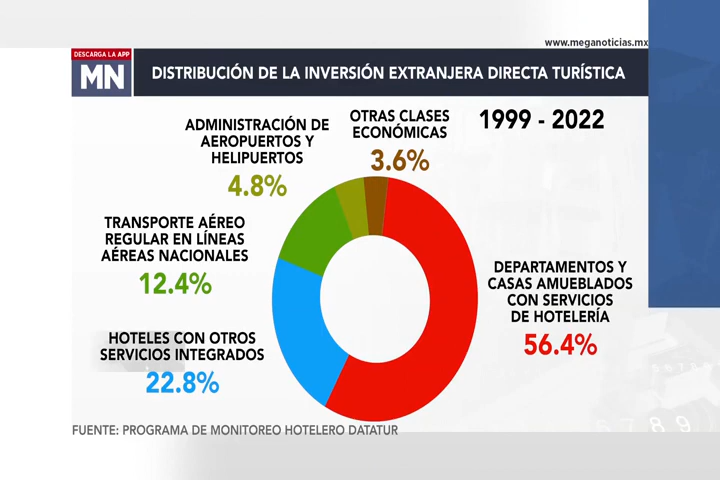 www.meganoticias.mx
DESCARGA LA APP
MN
DISTRIBUCIÓN DE LA INVERSIÓN EXTRANJERA DIRECTA TURÍSTICA
1999 - 2022
OTRAS CLASES
ECONÓMICAS
3.6%
ADMINISTRACIÓN DE
AEROPUERTOS Y
HELIPUERTOS
4.8%
TRANSPORTE AÉREO
REGULAR EN LÍNEAS
AÉREAS NACIONALES
12.4%
DEPARTAMENTOS Y
CASAS AMUEBLADOS
CON SERVICIOS
DE HOTELERÍA
56.4%
HOTELES CON OTROS
SERVICIOS INTEGRADOS
22.8%
FUENTE: PROGRAMA DE MONITOREO HOTELERO DATATUR